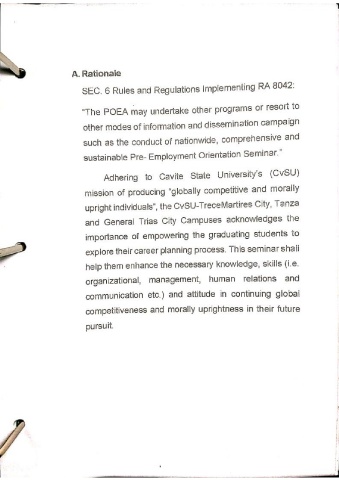 A. Rationale
SEC. 6 Rules and Regulations Implementing RA 8042:
"The POEA may undertake other programs or resort to
other modes of information and dissemination campaign
such as the conduct of nationwide, comprehensive and
sustainable Pre- Employment Orientation Seminar."
Adhering to Cavite State University's (CvSU)
mission of producing "globally competitive and morally
upright individuals", the CvSU-TreceMartires City, Tanza
and General Trias City Campuses acknowledges the
importance of empowering the graduating students to
explore their career planning process. This seminar shall
help them enhance the necessary knowledge, skills (i.e.
organizational, management, human relations and
communication etc.) and attitude in continuing global
competitiveness and morally uprightness in their future
pursuit.